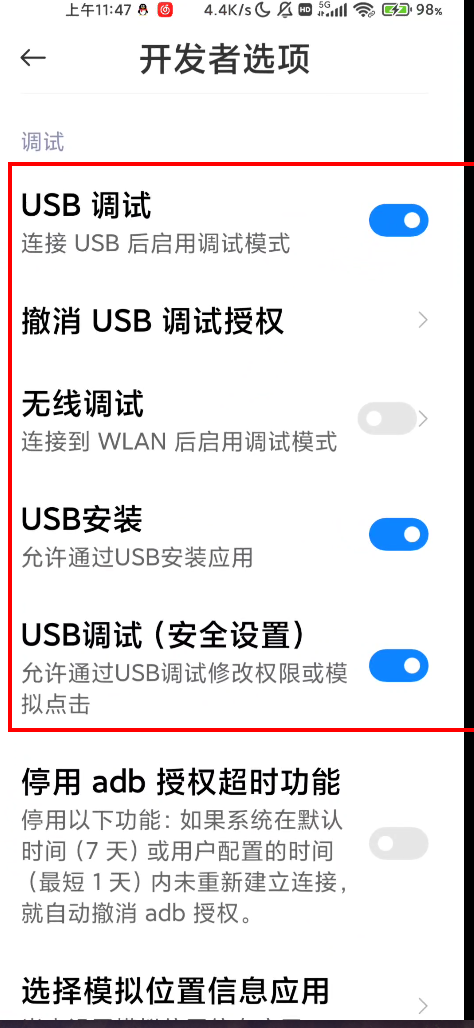 上午11:47 4.4K/s HD 5G 98%
开发者选项
调试
USB 调试
连接 USB 后启用调试模式
撤消 USB 调试授权
无线调试
连接到 WLAN 后启用调试模式
USB安装
允许通过USB安装应用
USB调试（安全设置）
允许通过USB调试修改权限或模
拟点击
停用 adb 授权超时功能
停用以下功能：如果系统在默认
时间（7 天）或用户配置的时间
（最短 1 天）内未重新建立连接，
就自动撤消 adb 授权。
选择模拟位置信息应用